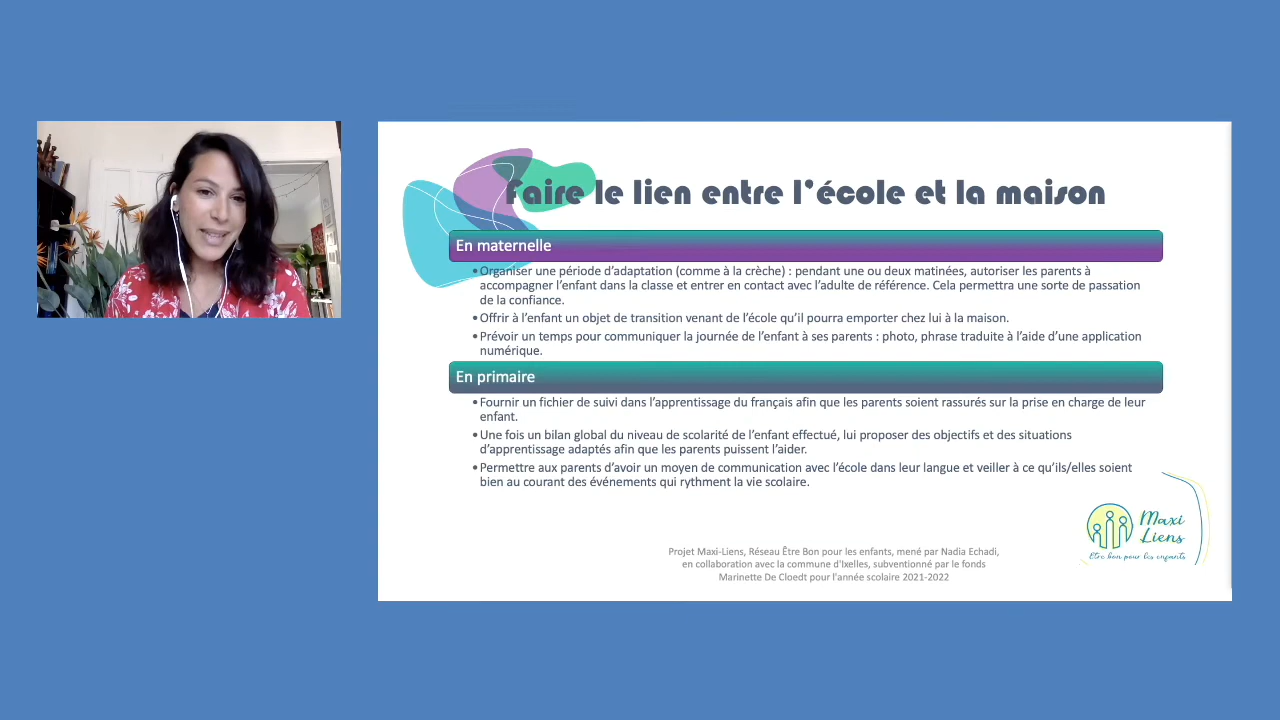 Faire le lien entre l'école et la maison
En maternelle
•Organiser une période d'adaptation (comme à la crèche) : pendant une ou deux matinées, autoriser les parents à
accompagner l'enfant dans la classe et entrer en contact avec l'adulte de référence. Cela permettra une sorte de passation
de la confiance.
•Offrir à l'enfant un objet de transition venant de l'école qu'il pourra emporter chez lui à la maison.
•Prévoir un temps pour communiquer la journée de l'enfant à ses parents : photo, phrase traduite à l'aide d'une application
numérique.
En primaire
•Fournir un fichier de suivi dans l'apprentissage du français afin que les parents soient rassurés sur la prise en charge de leur
enfant.
•Une fois un bilan global du niveau de scolarité de l'enfant effectué, lui proposer des objectifs et des situations
d'apprentissage adaptés afin que les parents puissent l'aider.
•Permettre aux parents d'avoir un moyen de communication avec l'école dans leur langue et veiller à ce qu'ils/elles soient
bien au courant des événements qui rythment la vie scolaire.
Maxi
Liens
Etre bon pour les enfants
Projet Maxi-Liens, Réseau Être Bon pour les enfants, mené par Nadia Echadi,
en collaboration avec la commune d'Ixelles, subventionné par le fonds
Marinette De Cloedt pour l'année scolaire 2021-2022